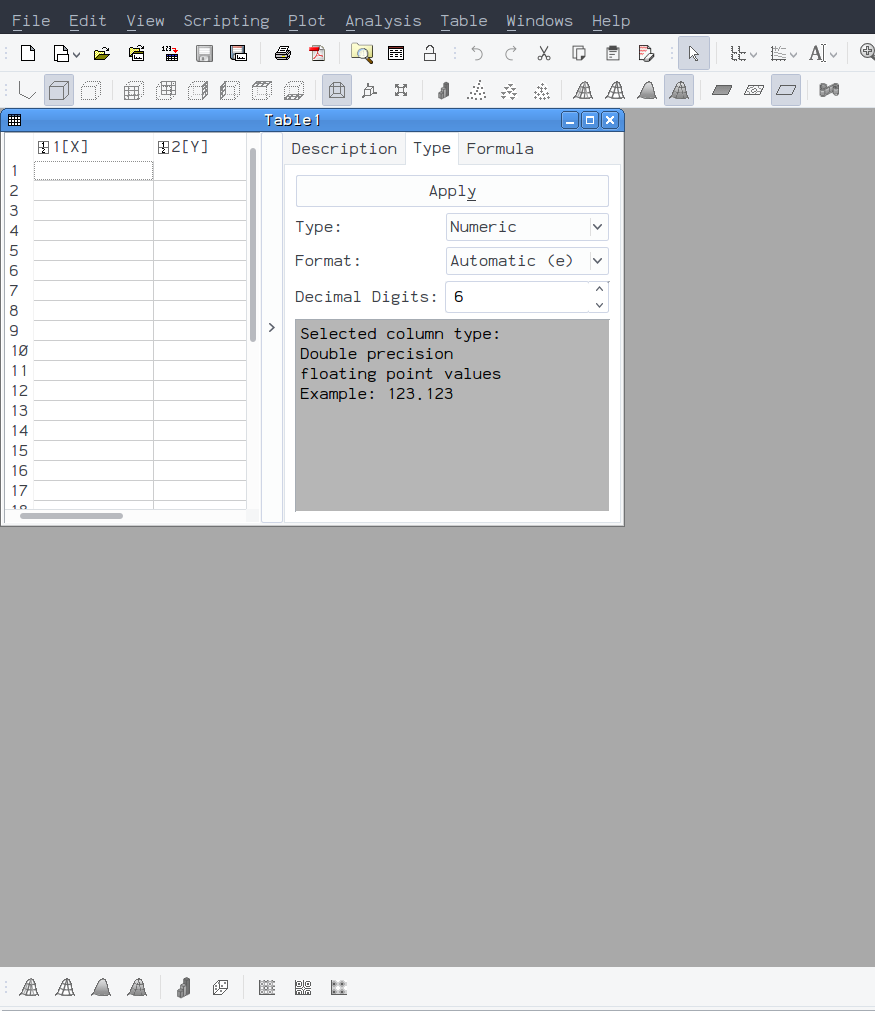 File Edit View Scripting Plot Analysis Table Windows Help
Table1
1[X] 2[Y]
Description Type Formula
1
2
3
4
5
6
7
8
9
10
11
12
13
14
15
16
17
18
Apply
Type: Numeric
Format: Automatic (e)
Decimal Digits: 6
Selected column type:
Double precision
floating point values
Example: 123.123